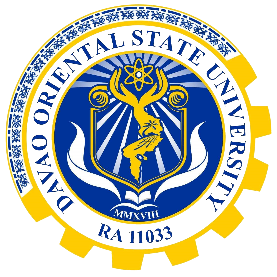 DAVAO ORIENTAL STATE UNIVERSITY
MMXVIII
RA 11033